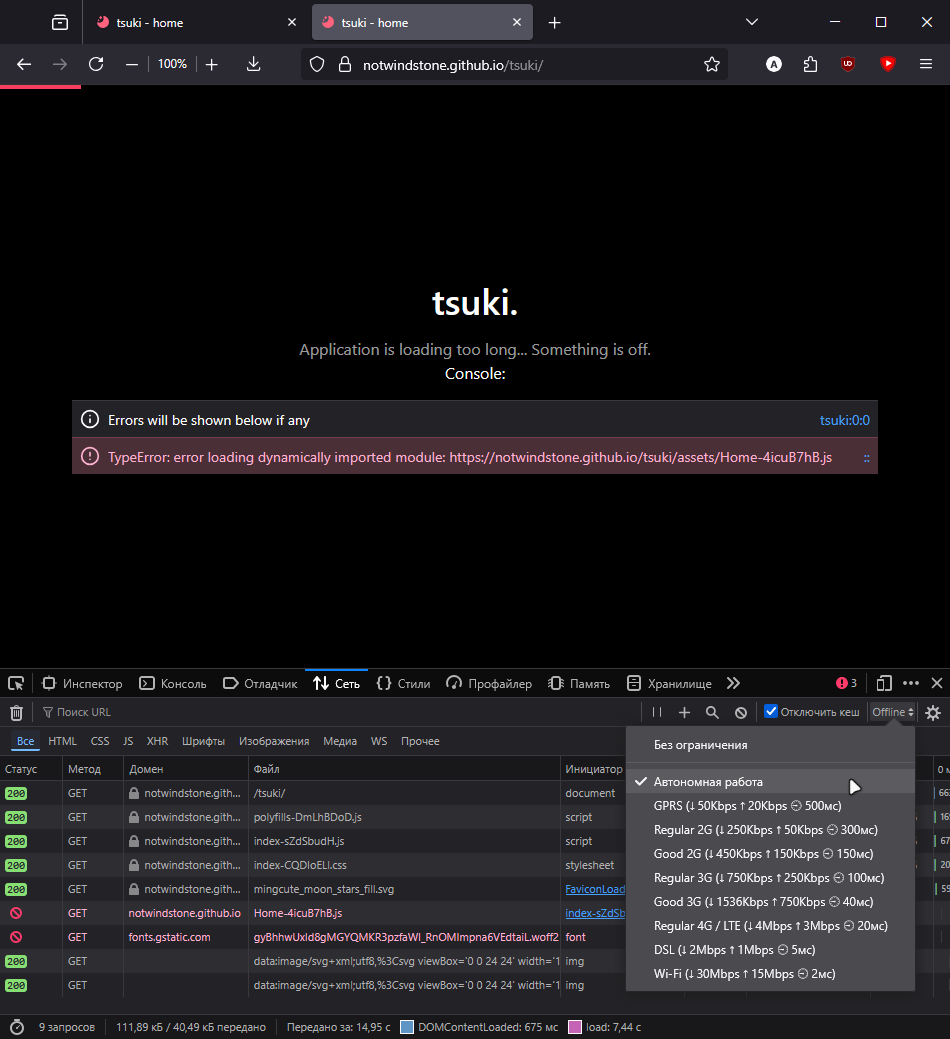 tsuki - home
tsuki - home
100%
notwindstone.github.io/tsuki/
A
UD
tsuki.
Application is loading too long... Something is off.
Console:
Errors will be shown below if any tsuki:0:0
TypeError: error loading dynamically imported module: https://notwindstone.github.io/tsuki/assets/Home-4icuB7hB.js ::
Инспектор Консоль Отладчик Сеть Стили Профайлер Память Хранилище 3
Поиск URL Отключить кеш Offline
Все HTML CSS JS XHR Шрифты Изображения Медиа WS Прочее
Без ограничения
Автономная работа
GPRS (↓50Kbps ↑20Kbps ⊝ 500мс)
Regular 2G (↓250Kbps ↑50Kbps ⊝ 300мс)
Good 2G (↓450Kbps ↑150Kbps ⊝ 150мс)
Regular 3G (↓750Kbps ↑250Kbps ⊝ 100мс)
Good 3G (↓1536Kbps ↑750Kbps ⊝ 40мс)
Regular 4G / LTE (↓4Mbps ↑3Mbps ⊝ 20мс)
DSL (↓2Mbps ↑1Mbps ⊝ 5мс)
Wi-Fi (↓30Mbps ↑15Mbps ⊝ 2мс)
Статус Метод Домен Файл Инициатор
200 GET notwindstone.gith... /tsuki/ document
200 GET notwindstone.gith... polyfills-DmLhBDoD.js script
200 GET notwindstone.gith... index-sZdSbudH.js script
200 GET notwindstone.gith... index-CQDIoELl.css stylesheet
200 GET notwindstone.gith... mingcute_moon_stars_fill.svg FaviconLoad
GET notwindstone.github.io Home-4icuB7hB.js index-sZdSb
GET fonts.gstatic.com gyBhhwUxId8gMGYQMKR3pzfaWI_RnOMImpna6VEdtaiL.woff2 font
200 GET data:image/svg+xml;utf8,%3Csvg viewBox='0 0 24 24' width='1 img
200 GET data:image/svg+xml;utf8,%3Csvg viewBox='0 0 24 24' width='1 img
9 запросов 111,89 кБ / 40,49 кБ передано Передано за: 14,95 с DOMContentLoaded: 675 мс load: 7,44 с